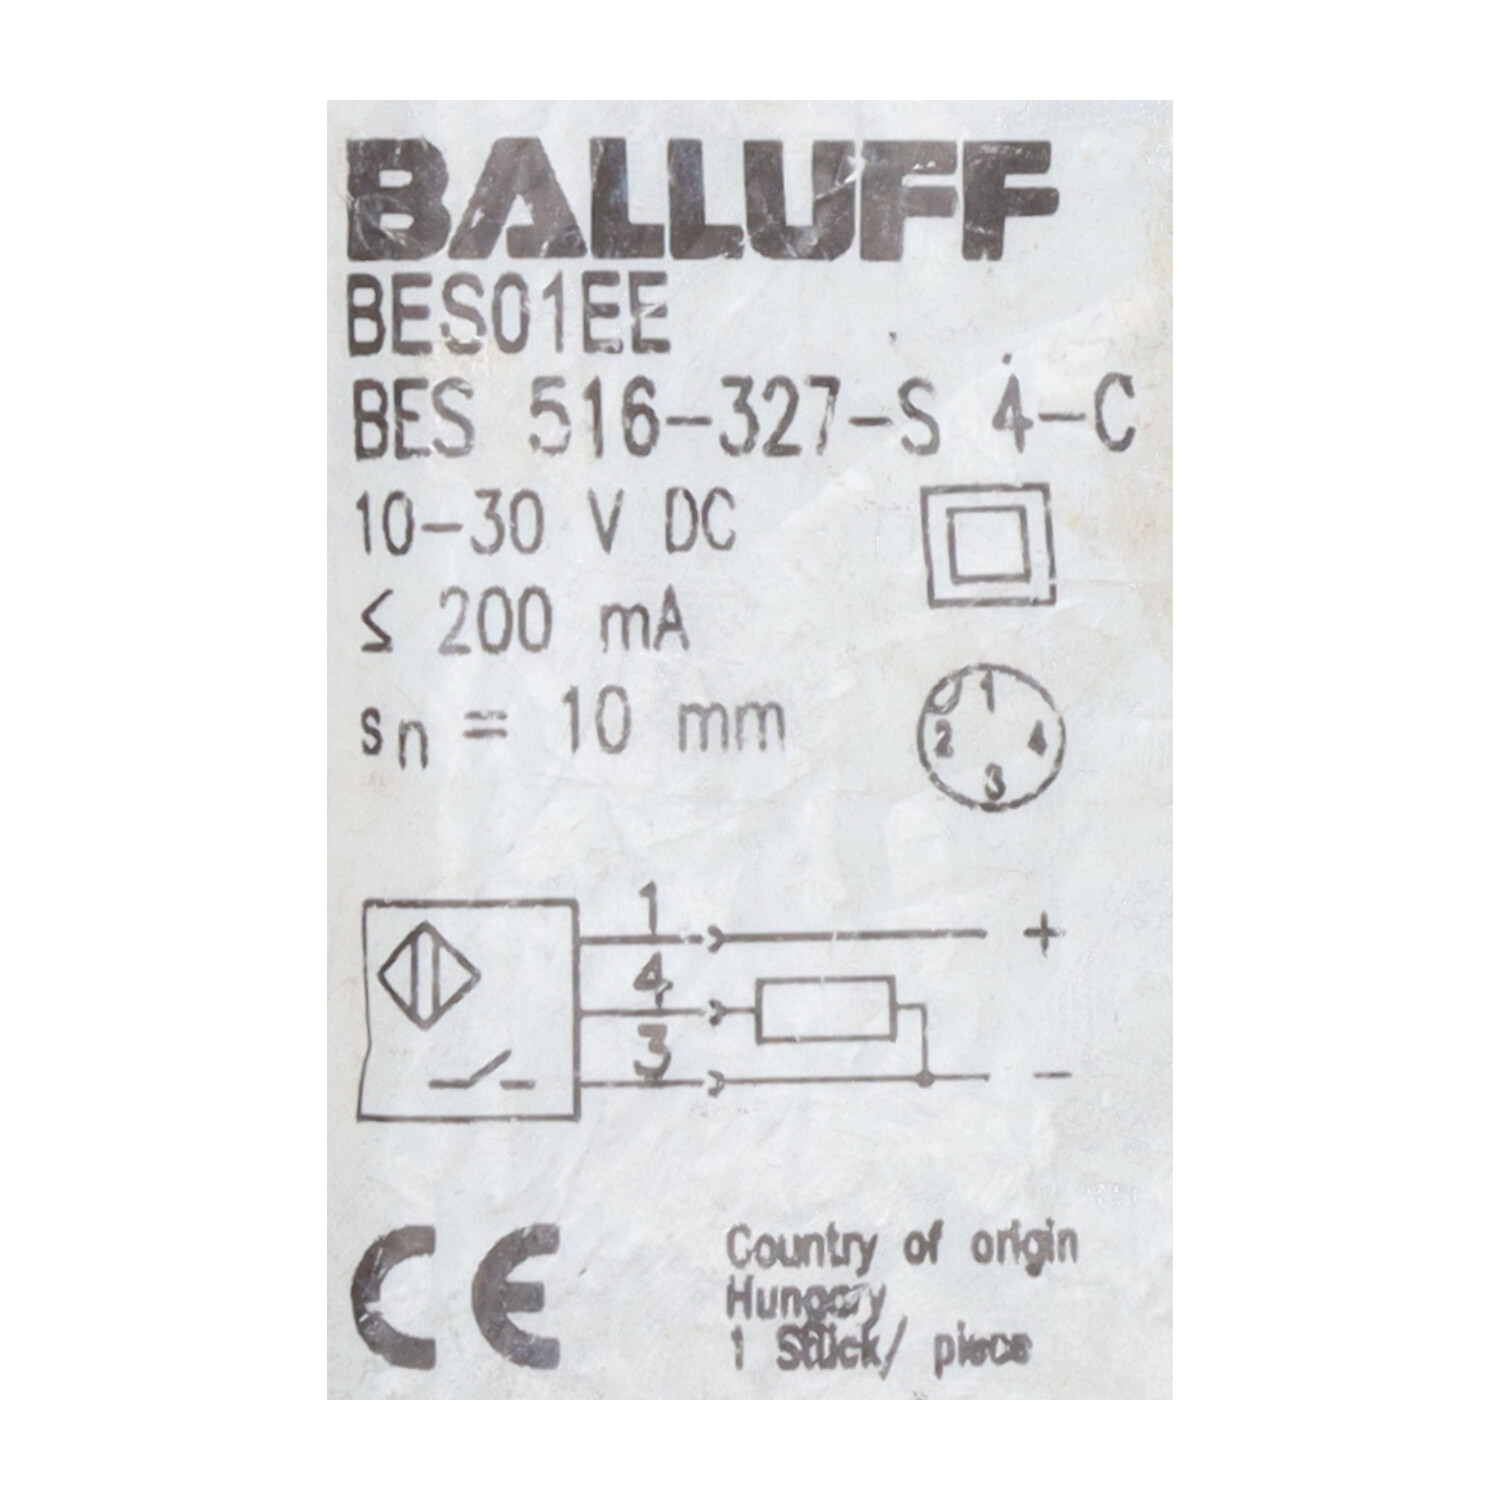 BALLUFF
BES01EE
BES 516-327-S 4-C
10-30 V DC
≤ 200 mA
sn = 10 mm
1
2 4
3
1
+
4
3
-
CE
Country of origin
Hungary
1 Stück/ piece